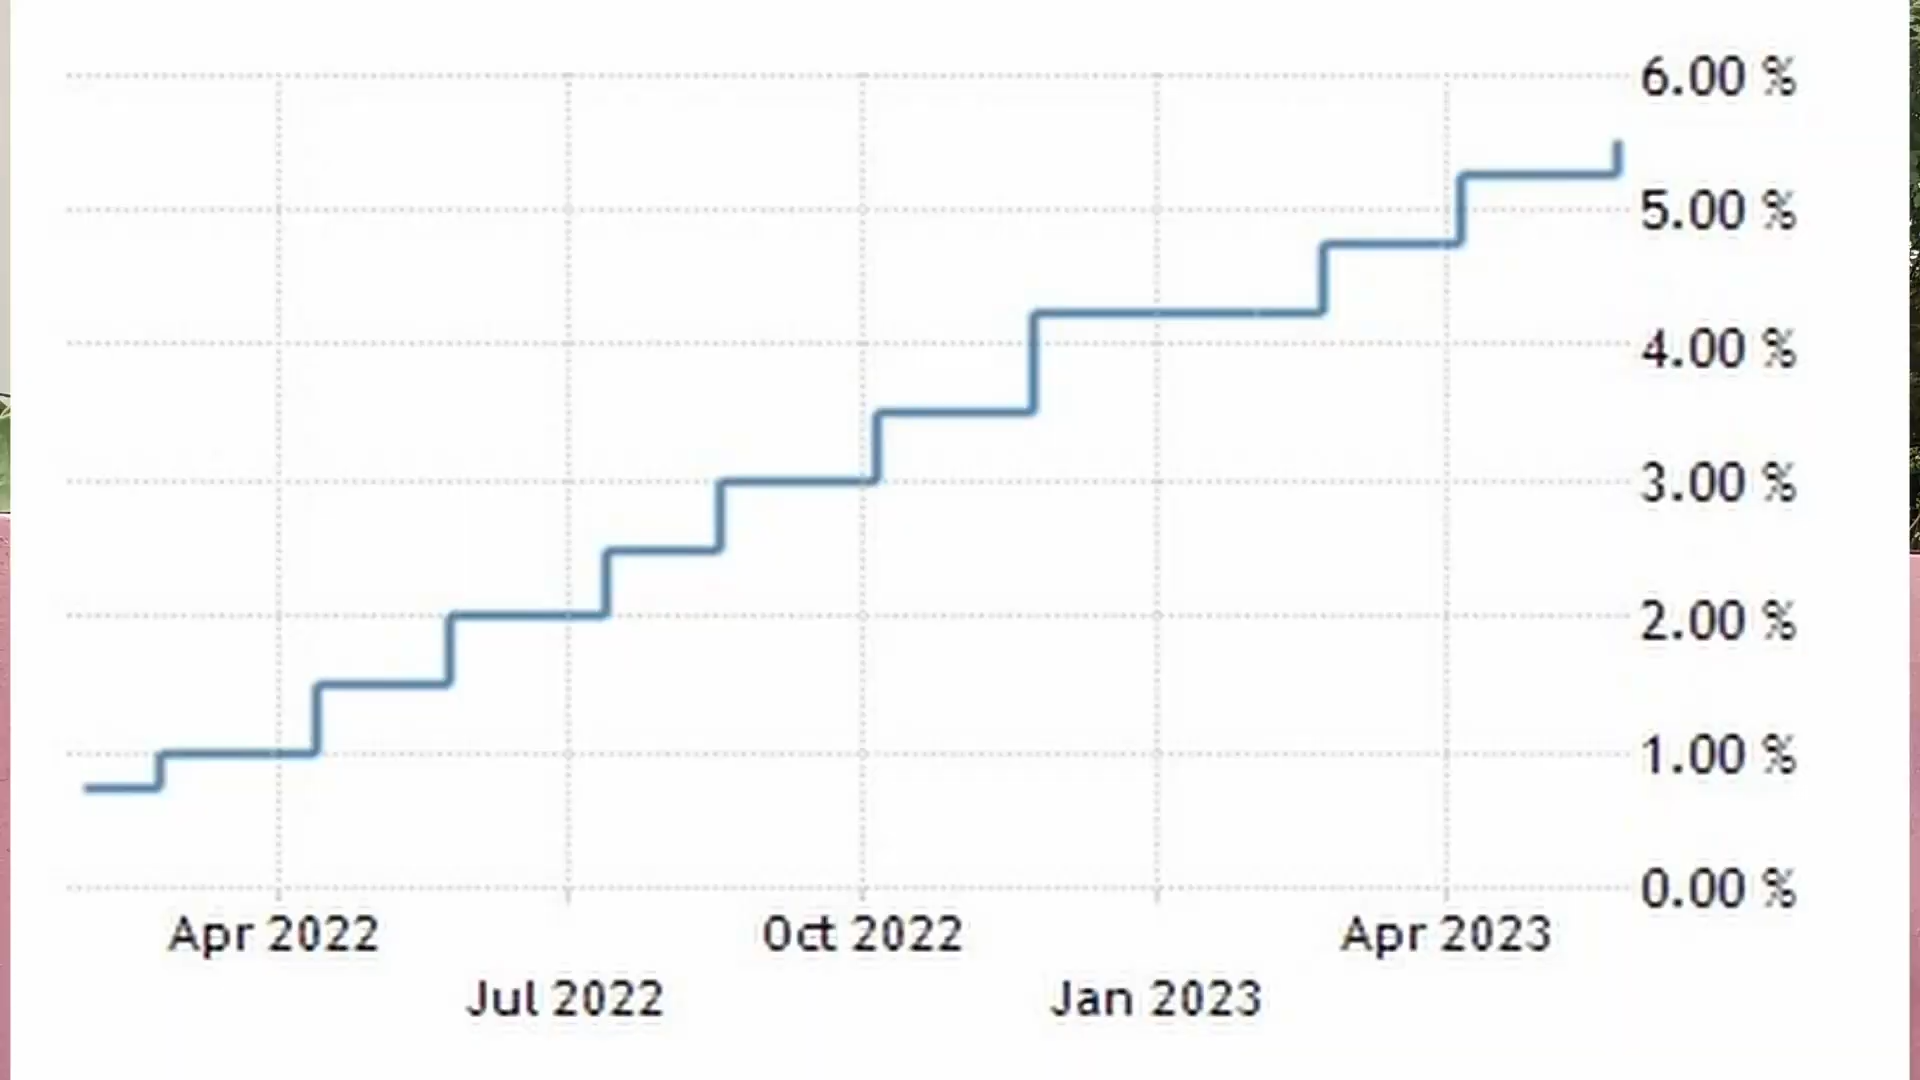 6.00 %
5.00 %
4.00 %
3.00 %
2.00 %
1.00 %
0.00 %
Apr 2022
Oct 2022
Apr 2023
Jul 2022
Jan 2023